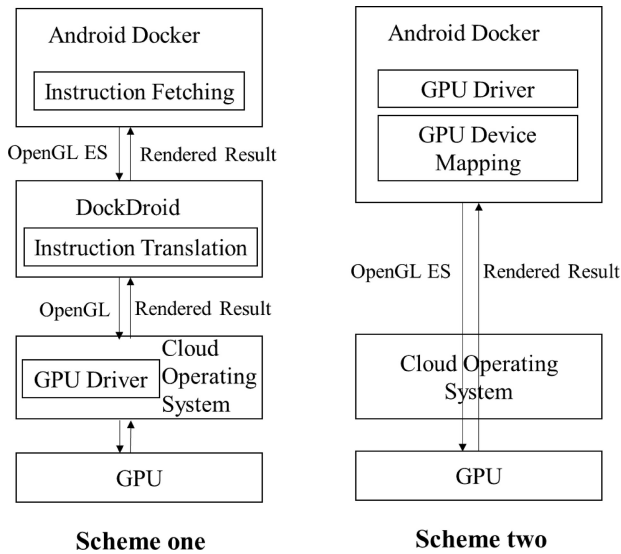 Android Docker
Instruction Fetching
OpenGL ES
Rendered Result
DockDroid
Instruction Translation
OpenGL
Rendered Result
Cloud
Operating
System
GPU Driver
GPU
Scheme one
Android Docker
GPU Driver
GPU Device
Mapping
OpenGL ES
Rendered Result
Cloud Operating
System
GPU
Scheme two